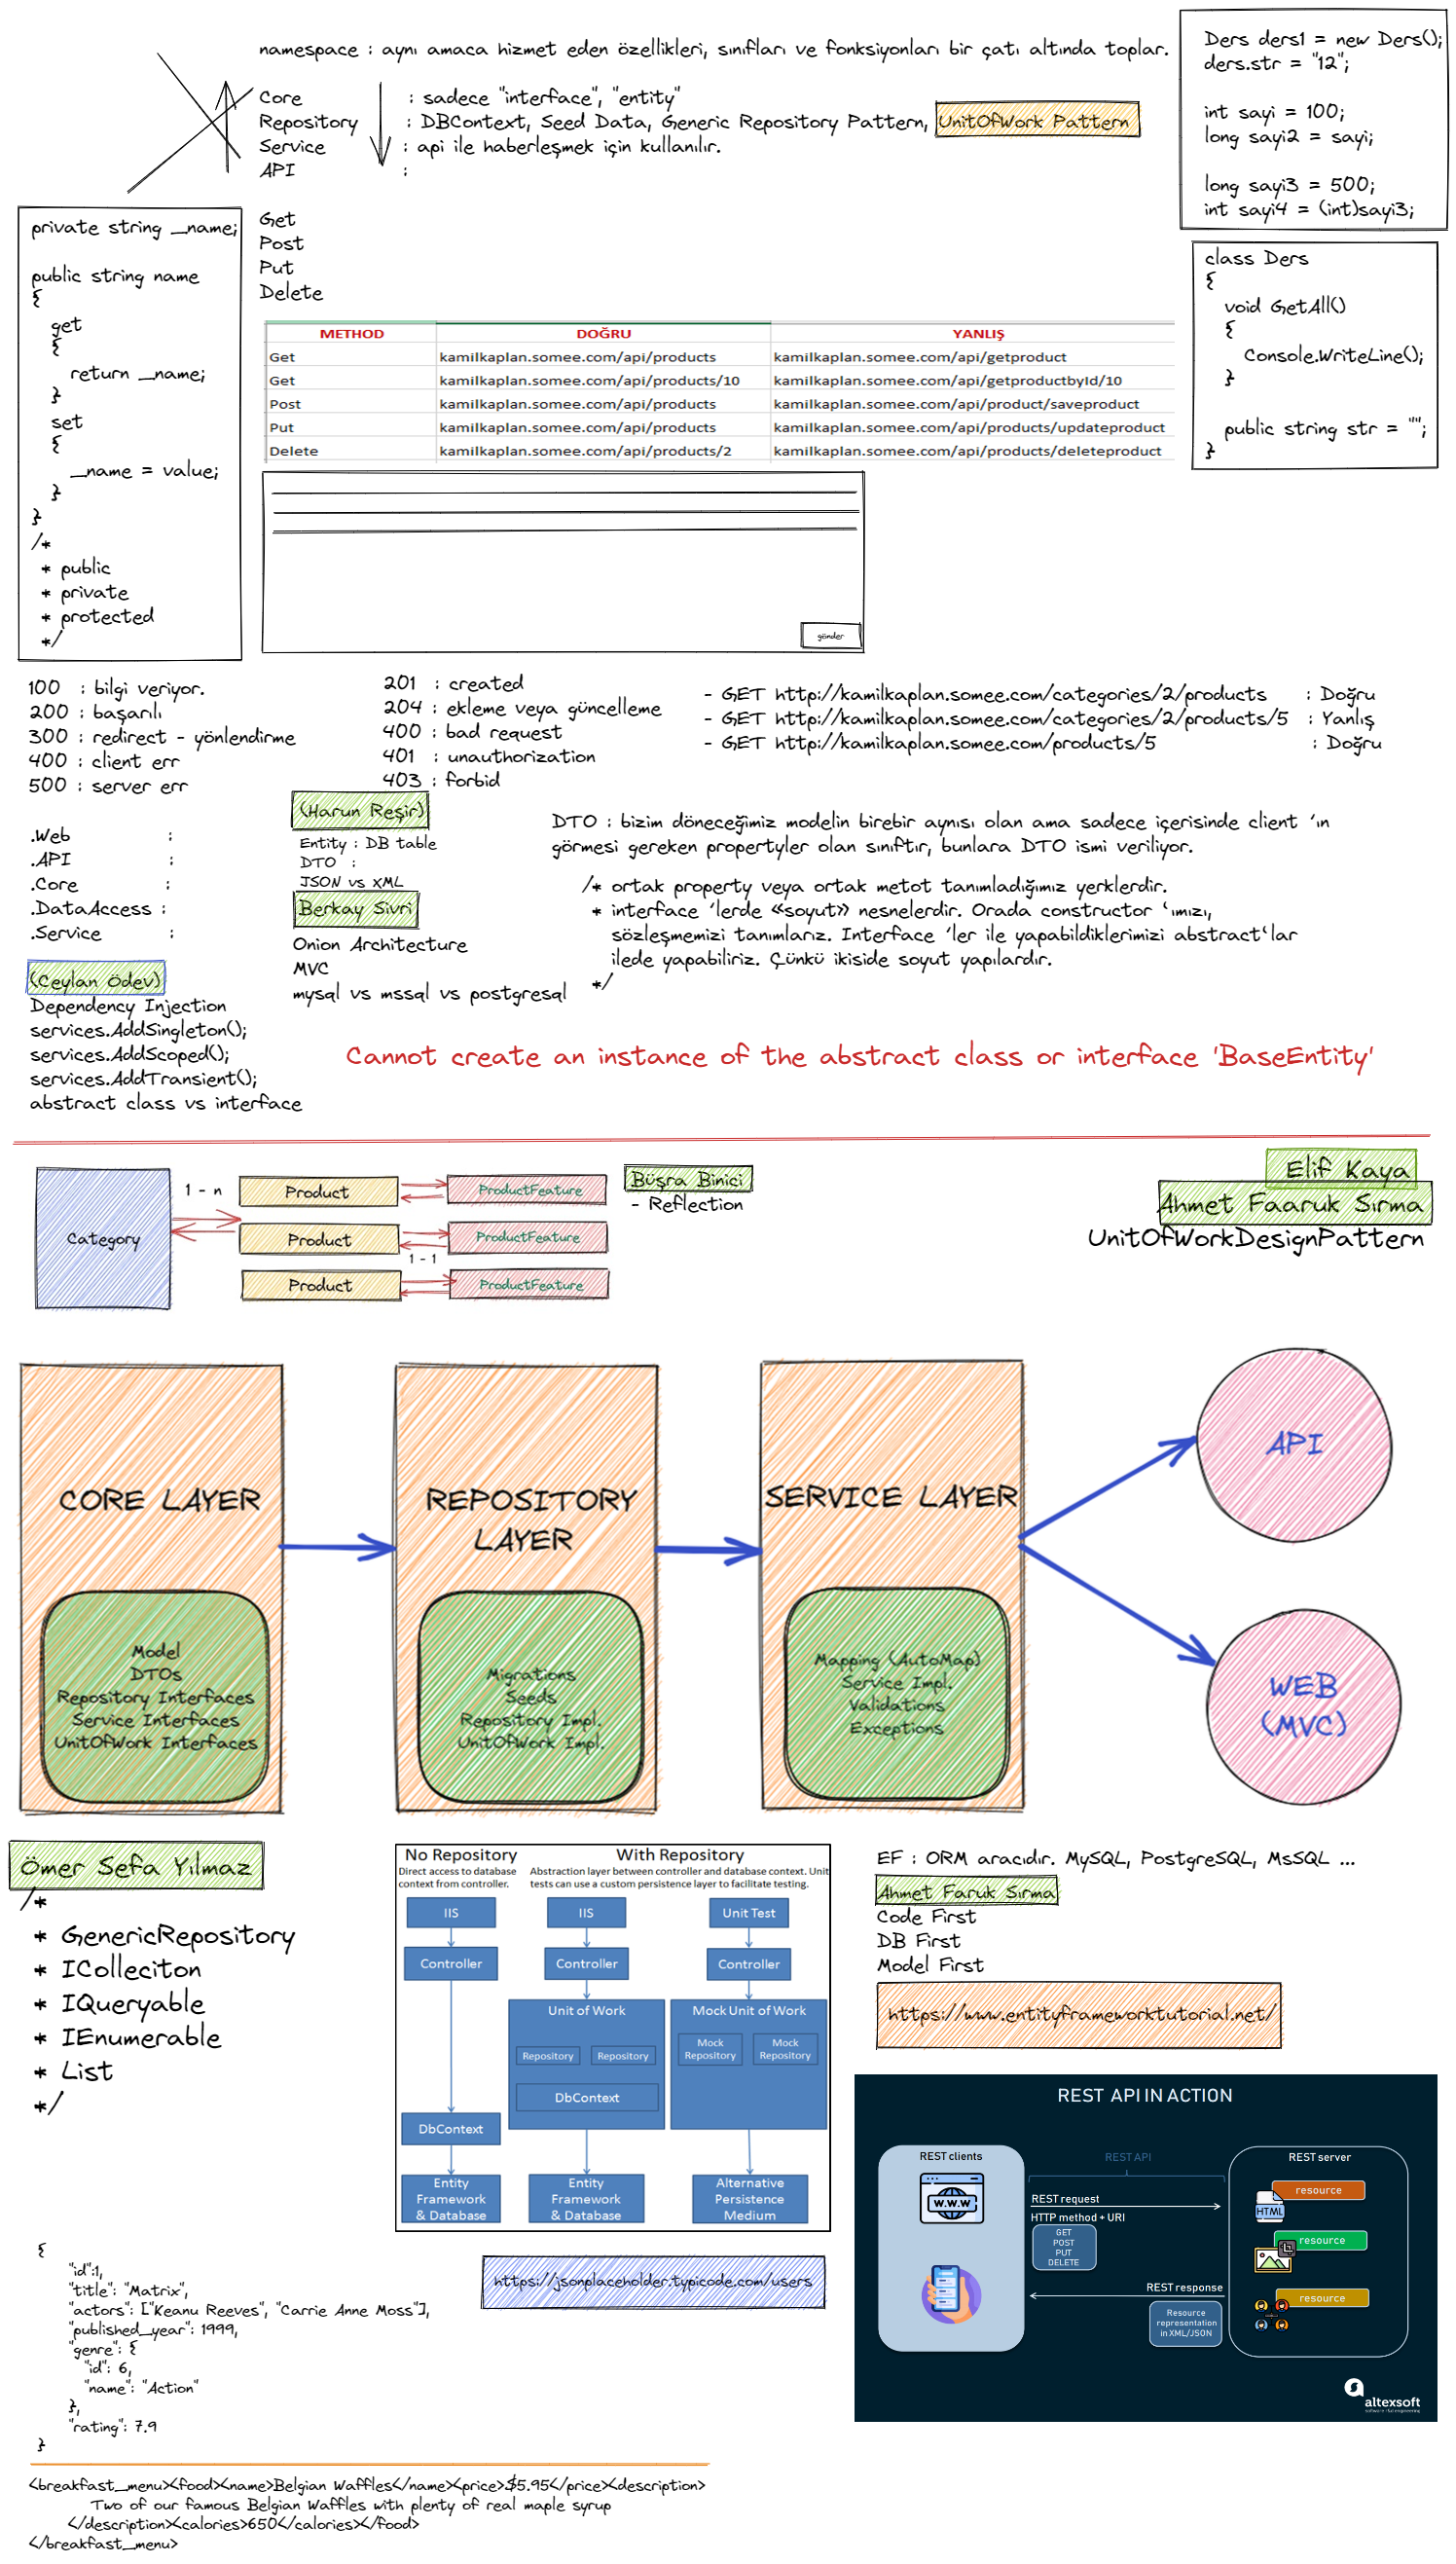 namespace : aynı amaca hizmet eden özellikleri, sınıfları ve fonksiyonları bir çatı altında toplar.
Core : sadece "interface", "entity"
Repository : DBContext, Seed Data, Generic Repository Pattern, UnitOfWork Pattern
Service : api ile haberleşmek için kullanılır.
API :
Ders ders1 = new Ders();
ders.str = "12";
int sayi = 100;
long sayi2 = sayi;
long sayi3 = 500;
int sayi4 = (int)sayi3;
private string _name;
public string name
{
get
{
return _name;
}
set
{
_name = value;
}
}
/*
* public
* private
* protected
*/
Get
Post
Put
Delete
class Ders
{
void GetAll()
{
Console.WriteLine();
}
public string str = "";
}
METHOD DOĞRU YANLIŞ
Get kamilkaplan.somee.com/api/products kamilkaplan.somee.com/api/getproduct
Get kamilkaplan.somee.com/api/products/10 kamilkaplan.somee.com/api/getproductbyId/10
Post kamilkaplan.somee.com/api/products kamilkaplan.somee.com/api/product/saveproduct
Put kamilkaplan.somee.com/api/products kamilkaplan.somee.com/api/products/updateproduct
Delete kamilkaplan.somee.com/api/products/2 kamilkaplan.somee.com/api/products/deleteproduct
gönder
100 : bilgi veriyor.
200 : başarılı
300 : redirect - yönlendirme
400 : client err
500 : server err
201 : created
204 : ekleme veya güncelleme
400 : bad request
401 : unauthorization
403 : forbid
- GET http://kamilkaplan.somee.com/categories/2/products : Doğru
- GET http://kamilkaplan.somee.com/categories/2/products/5 : Yanlış
- GET http://kamilkaplan.somee.com/products/5 : Doğru
.Web :
.API :
.Core :
.DataAccess :
.Service :
(Harun Reşir)
Entity : DB table
DTO :
JSON vs XML
Berkay Sivri
Onion Architecture
MVC
mysql vs mssql vs postgresql
DTO : bizim döneceğimiz modelin birebir aynısı olan ama sadece içerisinde client 'ın
görmesi gereken propertyler olan sınıftır, bunlara DTO ismi veriliyor.
/* ortak property veya ortak metot tanımladığımız yerklerdir.
* interface 'lerde «soyut» nesnelerdir. Orada constructor 'ımızı,
sözleşmemizi tanımlarız. Interface 'ler ile yapabildiklerimizi abstract'lar
ilede yapabiliriz. Çünkü ikiside soyut yapılardır.
*/
(Ceylan Ödev)
Dependency Injection
services.AddSingleton();
services.AddScoped();
services.AddTransient();
abstract class vs interface
Cannot create an instance of the abstract class or interface 'BaseEntity'
Category
1 - n
Product
ProductFeature
Product
ProductFeature
1 - 1
Product
ProductFeature
Büşra Binici
- Reflection
Elif Kaya
Ahmet Faaruk Sırma
UnitOfWorkDesignPattern
CORE LAYER
Model
DTOs
Repository Interfaces
Service Interfaces
UnitOfWork Interfaces
REPOSITORY
LAYER
Migrations
Seeds
Repository Impl.
UnitOfWork Impl.
SERVICE LAYER
Mapping (AutoMap)
Service Impl.
Validations
Exceptions
API
WEB
(MVC)
Ömer Sefa Yılmaz
/*
* GenericRepository
* IColleciton
* IQueryable
* IEnumerable
* List
*/
No Repository
Direct access to database
context from controller.
IIS
Controller
DbContext
Entity
Framework
& Database
With Repository
Abstraction layer between controller and database context. Unit
tests can use a custom persistence layer to facilitate testing.
IIS
Controller
Unit of Work
Repository Repository
DbContext
Entity
Framework
& Database
Unit Test
Controller
Mock Unit of Work
Mock
Repository
Mock
Repository
Alternative
Persistence
Medium
EF : ORM aracıdır. MySQL, PostgreSQL, MsSQL ...
Ahmet Faruk Sırma
Code First
DB First
Model First
https://www.entityframeworktutorial.net/
REST API IN ACTION
REST clients
WWW
REST API
REST request
HTTP method + URI
GET
POST
PUT
DELETE
REST response
Resource
representation
in XML/JSON
REST server
HTML
resource
resource
resource
altexsoft
software r&d engineering
https://jsonplaceholder.typicode.com/users
{
"id":1,
"title": "Matrix",
"actors": ["Keanu Reeves", "Carrie Anne Moss"],
"published_year": 1999,
"genre": {
"id": 6,
"name": "Action"
},
"rating": 7.9
}
<breakfast_menu><food><name>Belgian Waffles</name><price>$5.95</price><description>
Two of our famous Belgian Waffles with plenty of real maple syrup
</description><calories>650</calories></food>
</breakfast_menu>